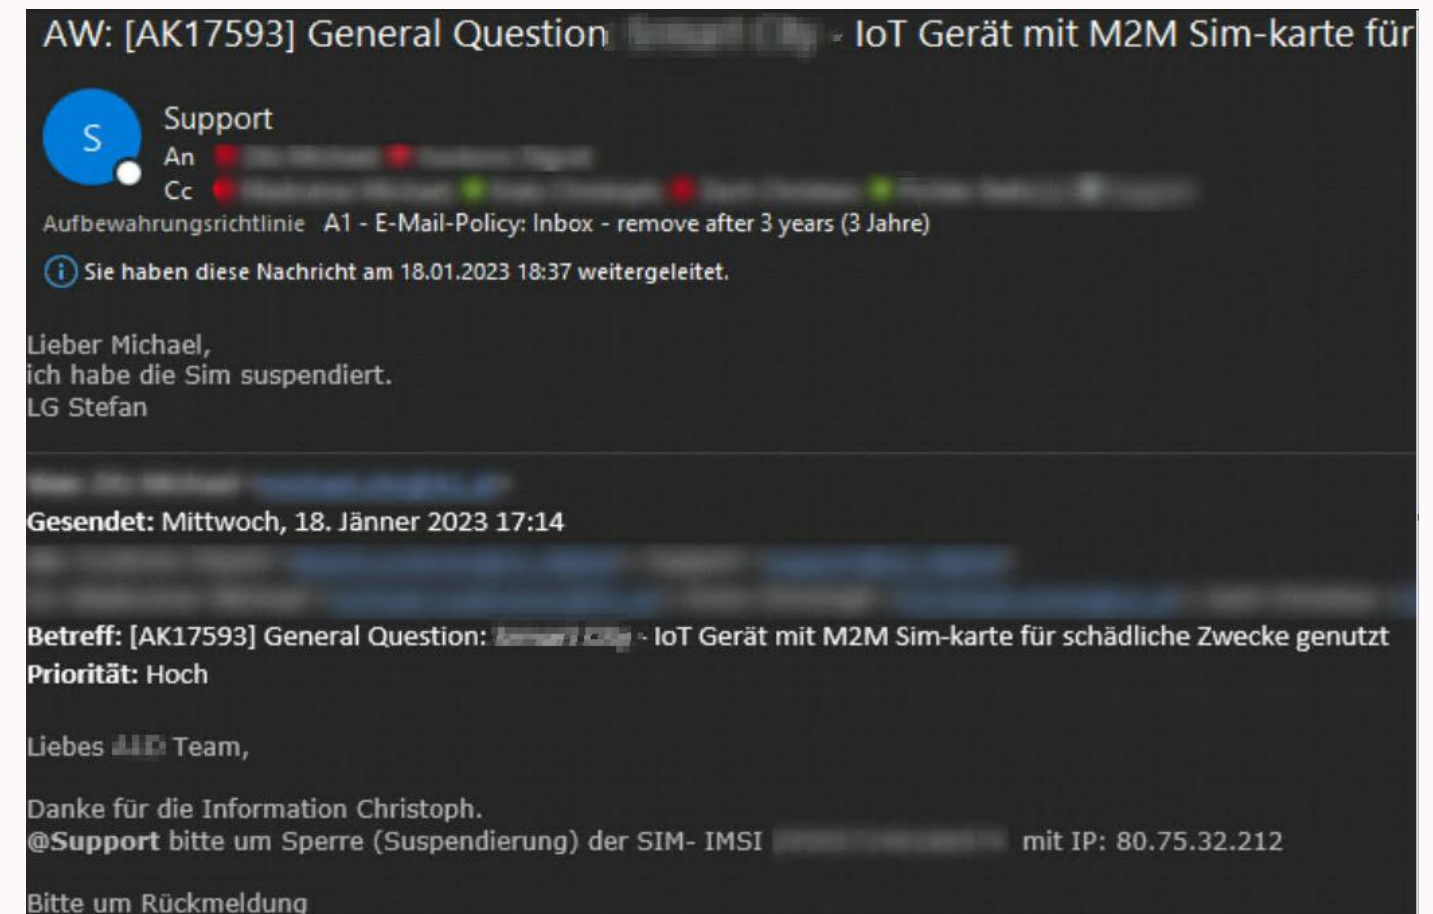 AW: [AK17593] General Question - IoT Gerät mit M2M Sim-karte für
S
Support
An
Cc
Aufbewahrungsrichtlinie A1 - E-Mail-Policy: Inbox - remove after 3 years (3 Jahre)
i Sie haben diese Nachricht am 18.01.2023 18:37 weitergeleitet.
Lieber Michael,
ich habe die Sim suspendiert.
LG Stefan
Gesendet: Mittwoch, 18. Jänner 2023 17:14
Betreff: [AK17593] General Question: - IoT Gerät mit M2M Sim-karte für schädliche Zwecke genutzt
Priorität: Hoch
Liebes Team,
Danke für die Information Christoph.
@Support bitte um Sperre (Suspendierung) der SIM- IMSI mit IP: 80.75.32.212
Bitte um Rückmeldung